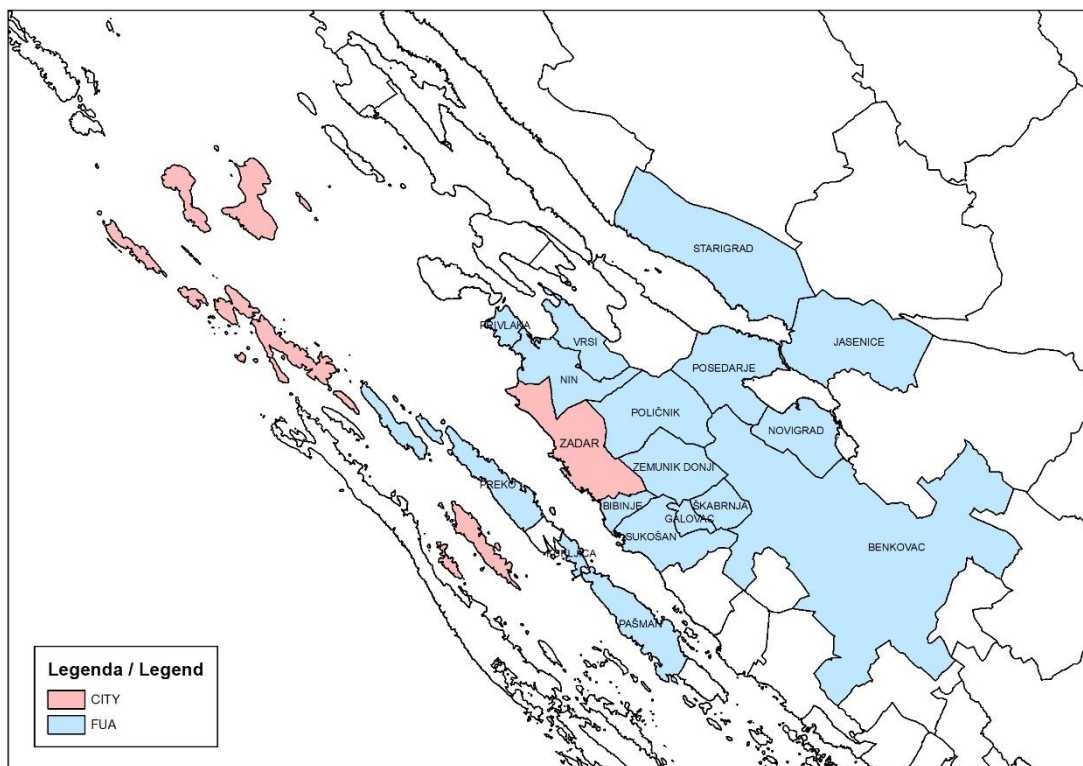 STARIGRAD
PRIVLAKA
VRSI
JASENICE
POSEDARJE
NIN
POLIČNIK
NOVIGRAD
ZADAR
ZEMUNIK DONJI
PREKO
BIBINJE
ŠKABRNJA
GALOVAC
SUKOŠAN
BENKOVAC
KUKLJICA
PAŠMAN
Legenda / Legend
CITY
FUA